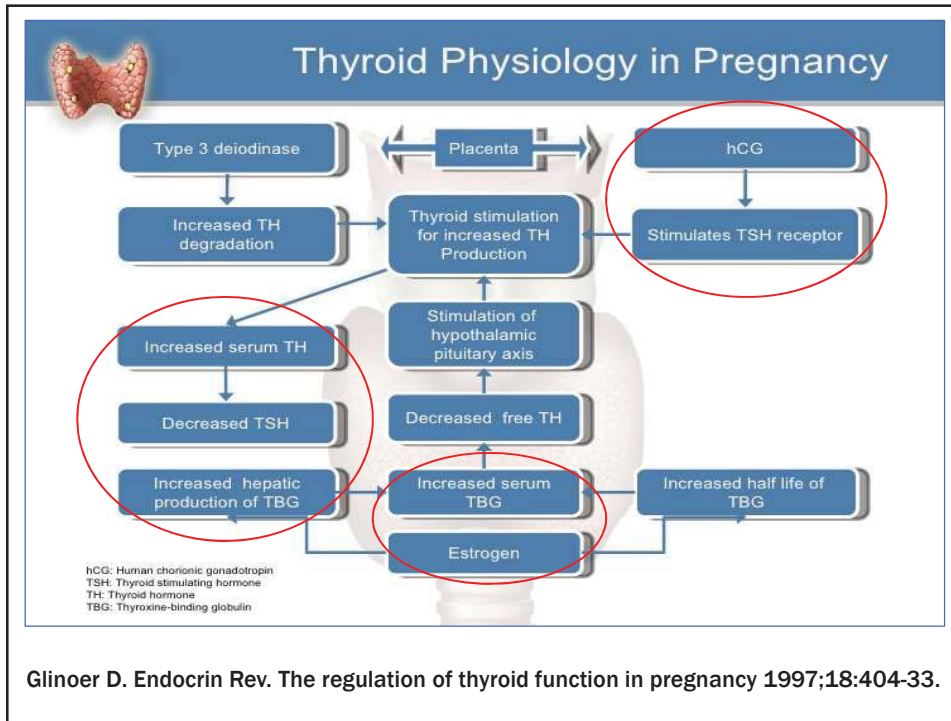 Thyroid Physiology in Pregnancy
Type 3 deiodinase
Placenta
hCG
Increased TH
degradation
Thyroid stimulation
for increased TH
Production
Stimulates TSH receptor
Increased serum TH
Stimulation of
hypothalamic
pituitary axis
Decreased TSH
Decreased free TH
Increased hepatic
production of TBG
Increased serum
TBG
Increased half life of
TBG
Estrogen
hCG: Human chorionic gonadotropin
TSH: Thyroid stimulating hormone
TH: Thyroid hormone
TBG: Thyroxine-binding globulin
Glinoer D. Endocrin Rev. The regulation of thyroid function in pregnancy 1997;18:404-33.